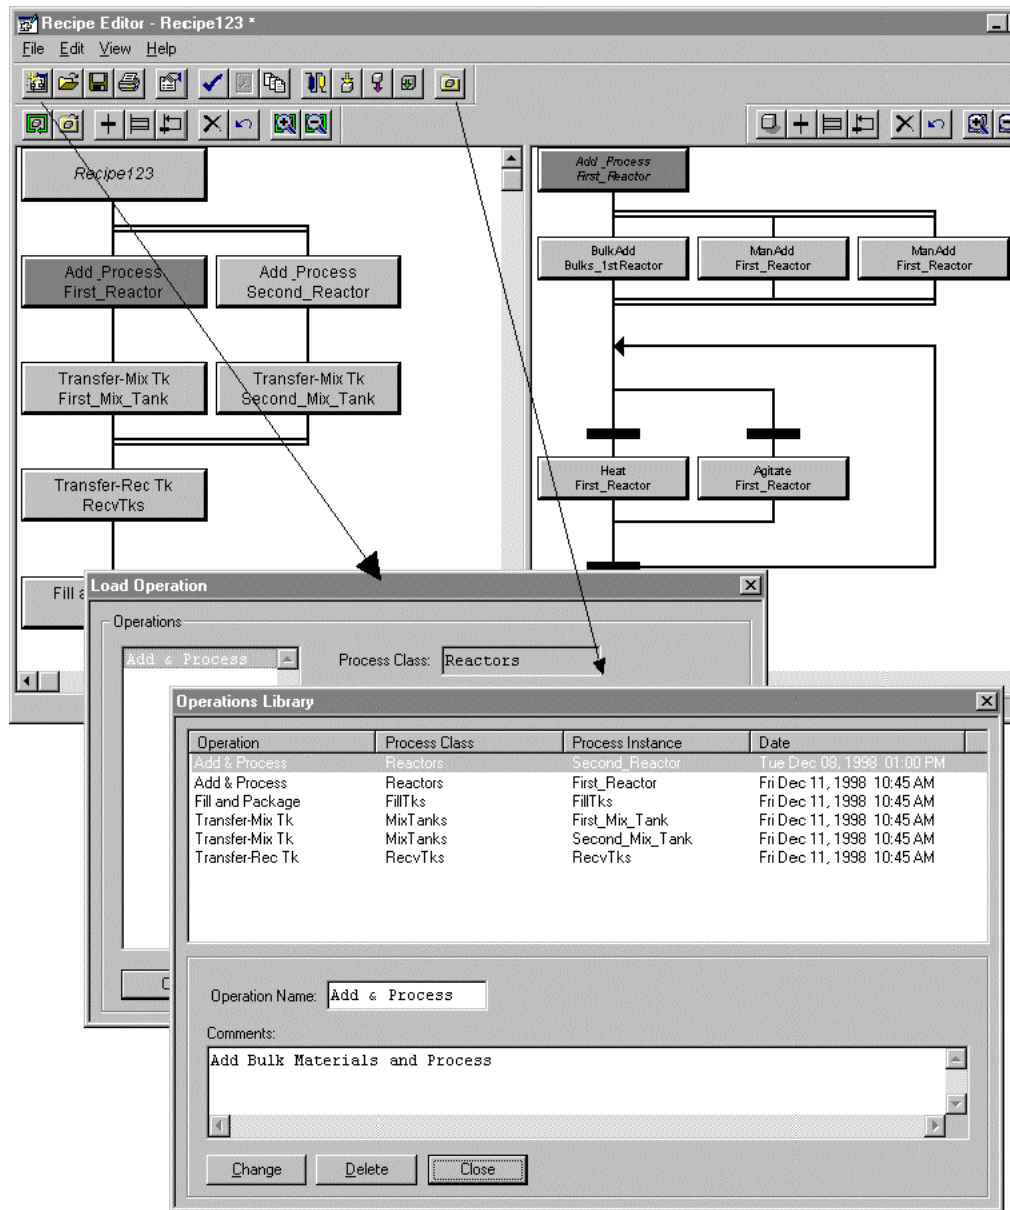 Recipe Editor - Recipe123 *
File Edit View Help
Recipe123
Add_Process
First_Reactor
Add_Process
Second_Reactor
Transfer-Mix Tk
First_Mix_Tank
Transfer-Mix Tk
Second_Mix_Tank
Transfer-Rec Tk
RecvTks
Fill
Add_Process
First_Reactor
BulkAdd
Bulks_1stReactor
ManAdd
First_Reactor
ManAdd
First_Reactor
Heat
First_Reactor
Agitate
First_Reactor
Load Operation
Operations
Add & Process
Process Class: Reactors
Operations Library
Operation Process Class Process Instance Date
Add & Process Reactors Second_Reactor Tue Dec 08, 1998 01:00 PM
Add & Process Reactors First_Reactor Fri Dec 11, 1998 10:45 AM
Fill and Package FillTks FillTks Fri Dec 11, 1998 10:45 AM
Transfer-Mix Tk MixTanks First_Mix_Tank Fri Dec 11, 1998 10:45 AM
Transfer-Mix Tk MixTanks Second_Mix_Tank Fri Dec 11, 1998 10:45 AM
Transfer-Rec Tk RecvTks RecvTks Fri Dec 11, 1998 10:45 AM
Operation Name: Add & Process
Comments:
Add Bulk Materials and Process
Change Delete Close